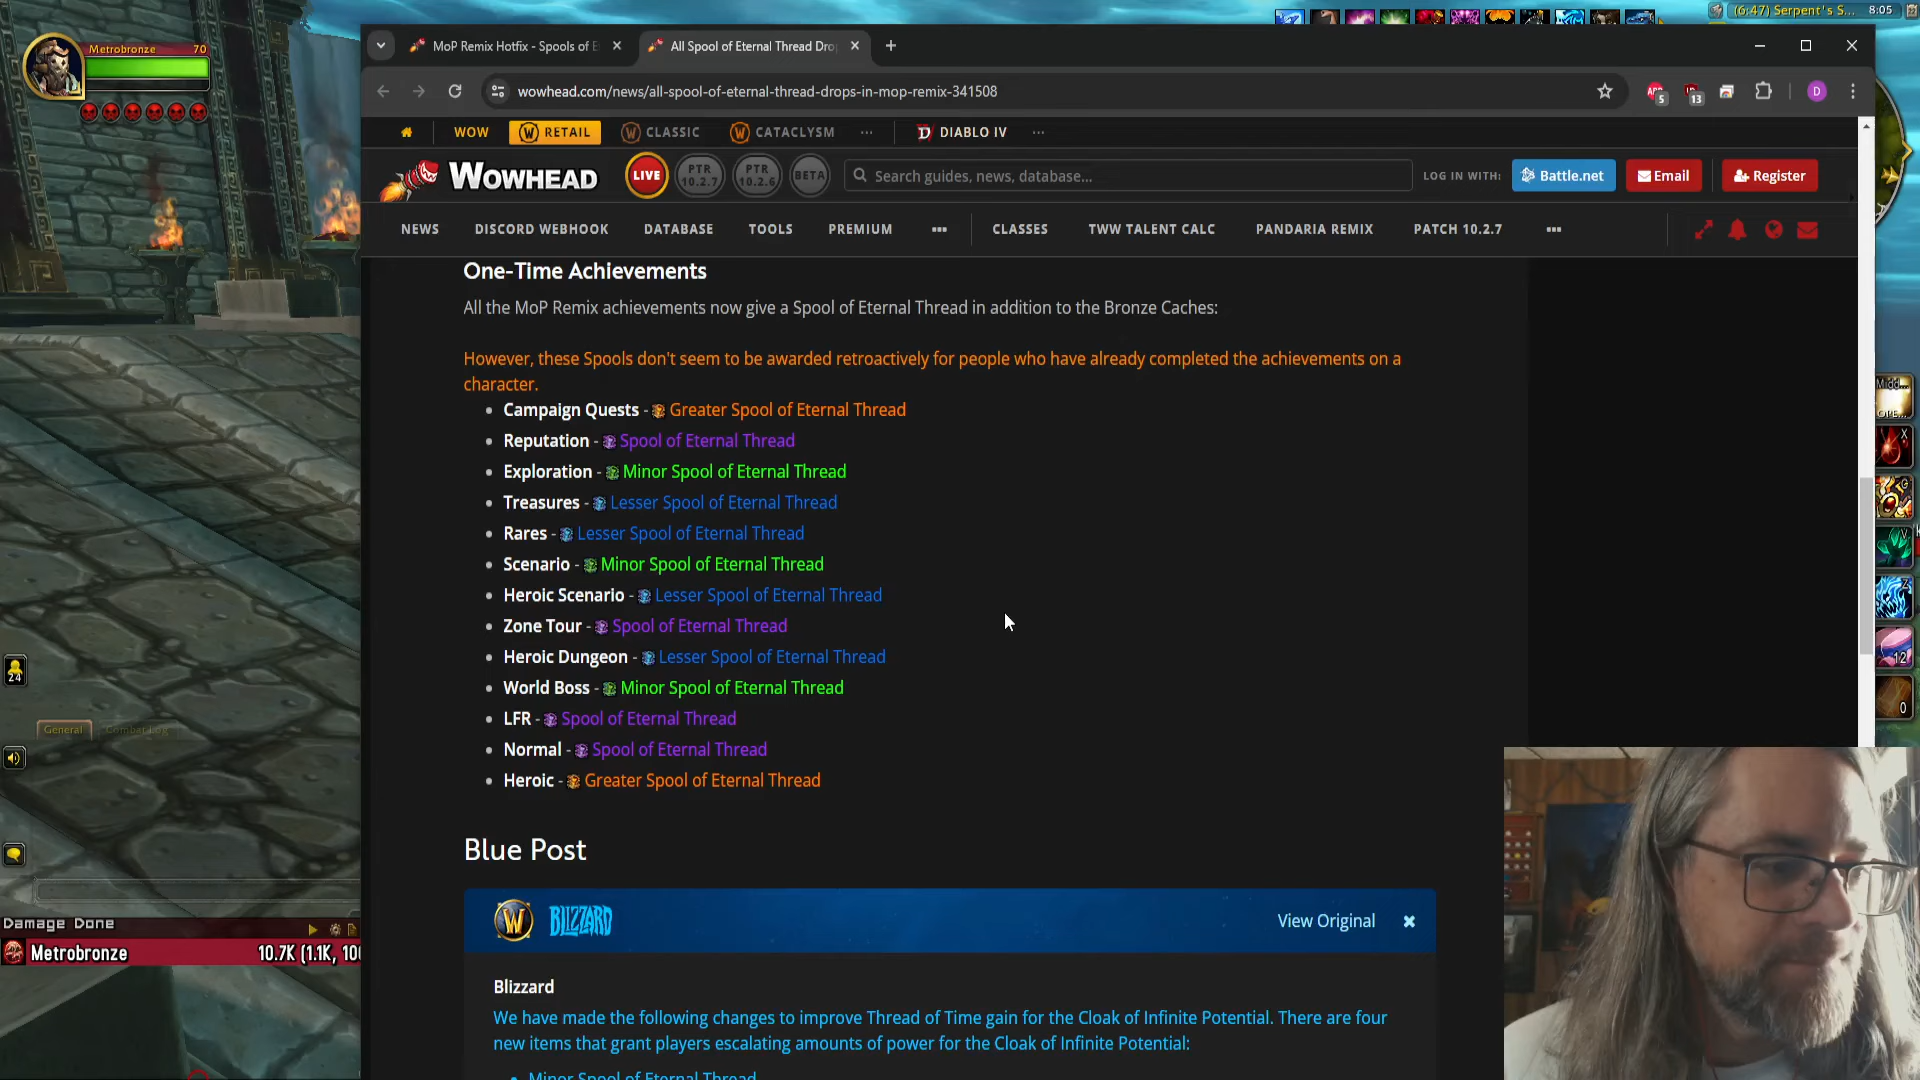 Metrobronze 70
(6:47) Serpent's S... 8:05
MoP Remix Hotfix - Spools of E
All Spool of Eternal Thread Dro
wowhead.com/news/all-spool-of-eternal-thread-drops-in-mop-remix-341508
5
13
D
WOW
RETAIL
CLASSIC
CATACLYSM
DIABLO IV
WOWHEAD
LIVE
PTR 10.2.7
PTR 10.2.6
BETA
Search guides, news, database...
LOG IN WITH:
Battle.net
Email
Register
NEWS
DISCORD WEBHOOK
DATABASE
TOOLS
PREMIUM
CLASSES
TWW TALENT CALC
PANDARIA REMIX
PATCH 10.2.7
One-Time Achievements
All the MoP Remix achievements now give a Spool of Eternal Thread in addition to the Bronze Caches:
However, these Spools don't seem to be awarded retroactively for people who have already completed the achievements on a
character.
Campaign Quests - Greater Spool of Eternal Thread
Reputation - Spool of Eternal Thread
Exploration - Minor Spool of Eternal Thread
Treasures - Lesser Spool of Eternal Thread
Rares - Lesser Spool of Eternal Thread
Scenario - Minor Spool of Eternal Thread
Heroic Scenario - Lesser Spool of Eternal Thread
Zone Tour - Spool of Eternal Thread
Heroic Dungeon - Lesser Spool of Eternal Thread
World Boss - Minor Spool of Eternal Thread
LFR - Spool of Eternal Thread
Normal - Spool of Eternal Thread
Heroic - Greater Spool of Eternal Thread
Blue Post
BLIZZARD
View Original
Blizzard
We have made the following changes to improve Thread of Time gain for the Cloak of Infinite Potential. There are four
new items that grant players escalating amounts of power for the Cloak of Infinite Potential:
Minor Spool of Eternal Thread
24
General
Combat Log
Damage Done
Metrobronze 10.7K (1.1K, 10
X
V
Z
12
0